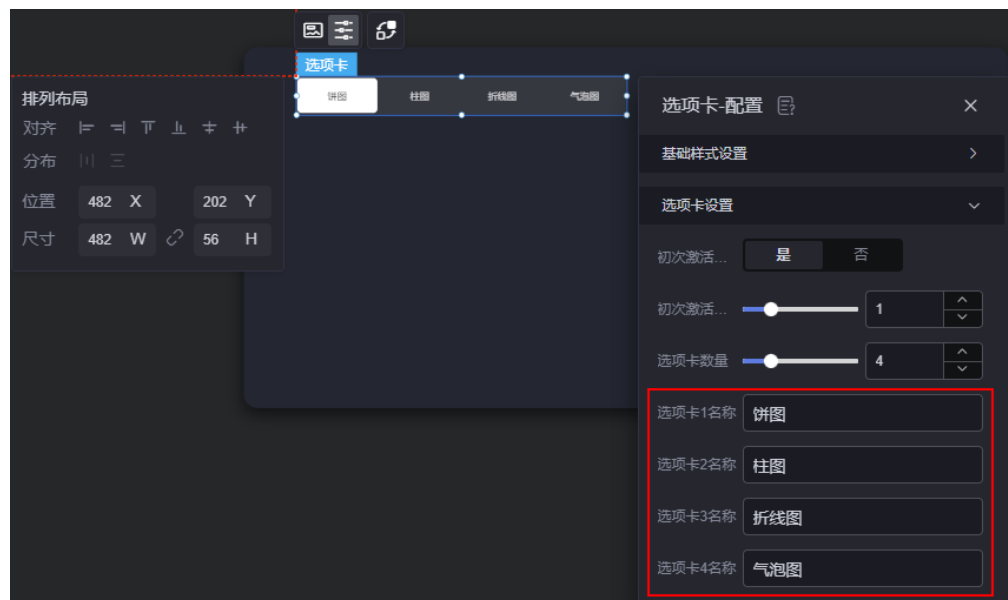 选项卡
饼图 柱图 折线图 气泡图
排列布局
对齐
分布
位置 482 X 202 Y
尺寸 482 W 56 H
选项卡-配置
基础样式设置
选项卡设置
初次激活... 是 否
初次激活... 1
选项卡数量 4
选项卡1名称 饼图
选项卡2名称 柱图
选项卡3名称 折线图
选项卡4名称 气泡图